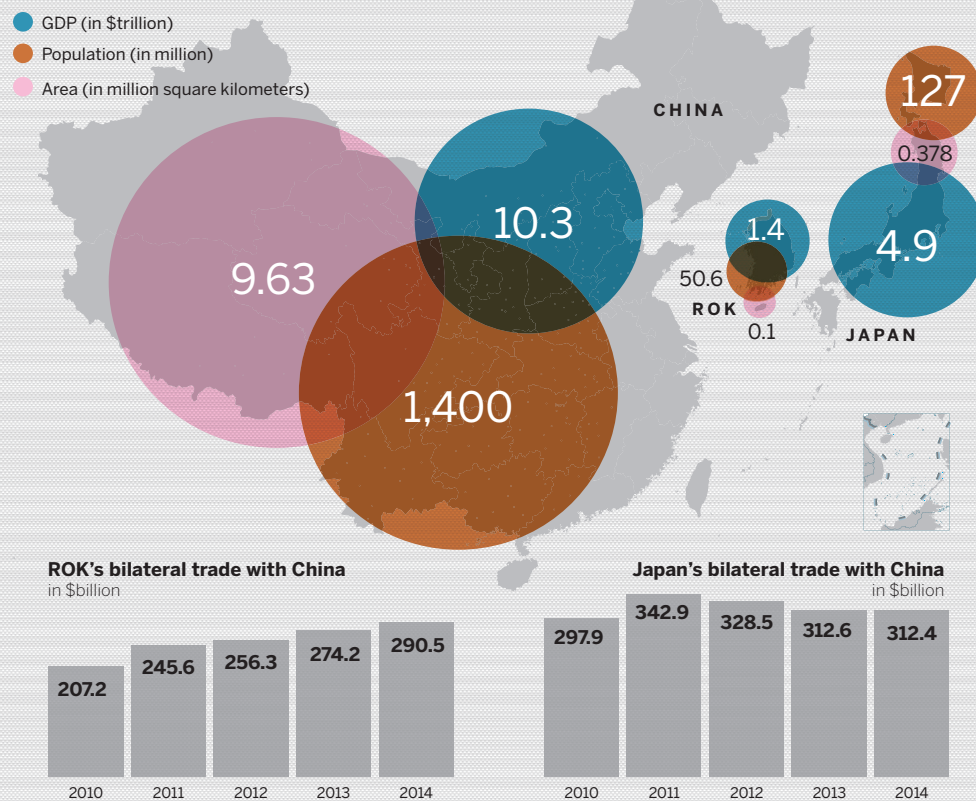 GDP (in $trillion)
Population (in million)
Area (in million square kilometers)
CHINA
9.63
10.3
1,400
127
0.378
4.9
JAPAN
1.4
50.6
ROK
0.1
ROK's bilateral trade with China
in $billion
207.2
245.6
256.3
274.2
290.5
2010
2011
2012
2013
2014
Japan's bilateral trade with China
in $billion
297.9
342.9
328.5
312.6
312.4
2010
2011
2012
2013
2014